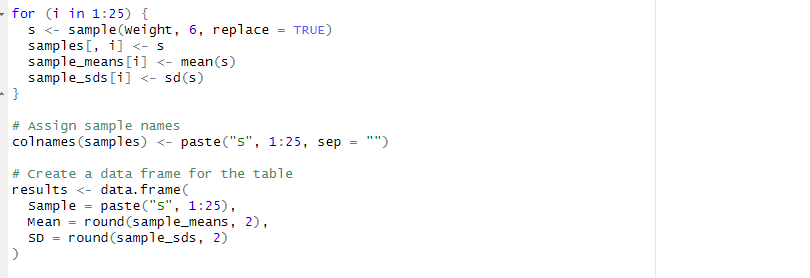 for (i in 1:25) {
  s <- sample(Weight, 6, replace = TRUE)
  samples[, i] <- s
  sample_means[i] <- mean(s)
  sample_sds[i] <- sd(s)
}
# Assign sample names
colnames(samples) <- paste("S", 1:25, sep = "")
# Create a data frame for the table
results <- data.frame(
  Sample = paste("S", 1:25),
  Mean = round(sample_means, 2),
  SD = round(sample_sds, 2)
)